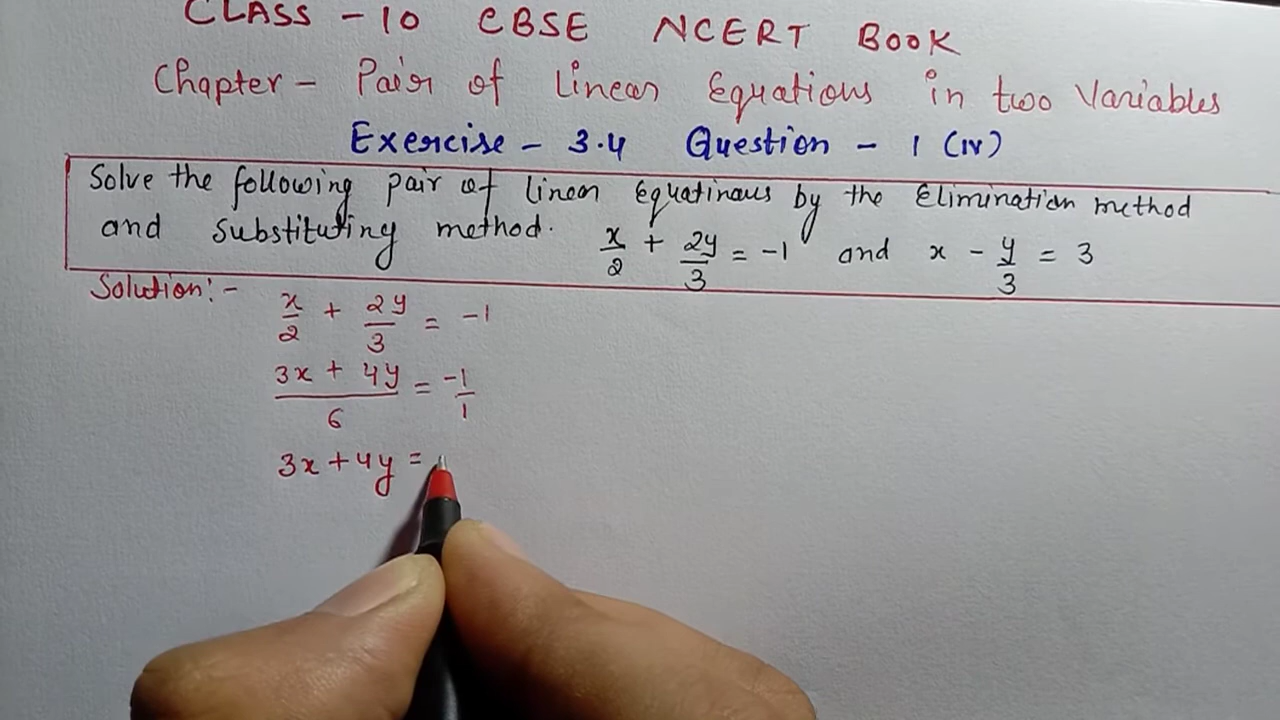 CLASS - 10 CBSE NCERT BOOK
Chapter - Pair of Linear Equations in two Variables
Exercise - 3.4 Question - 1 (iv)
Solve the following pair of linear Equatinous by the Elimination method
and substituting method. x/2 + 2y/3 = -1 and x - y/3 = 3
Solution:- x/2 + 2y/3 = -1
3x + 4y/6 = -1/1
3x + 4y =